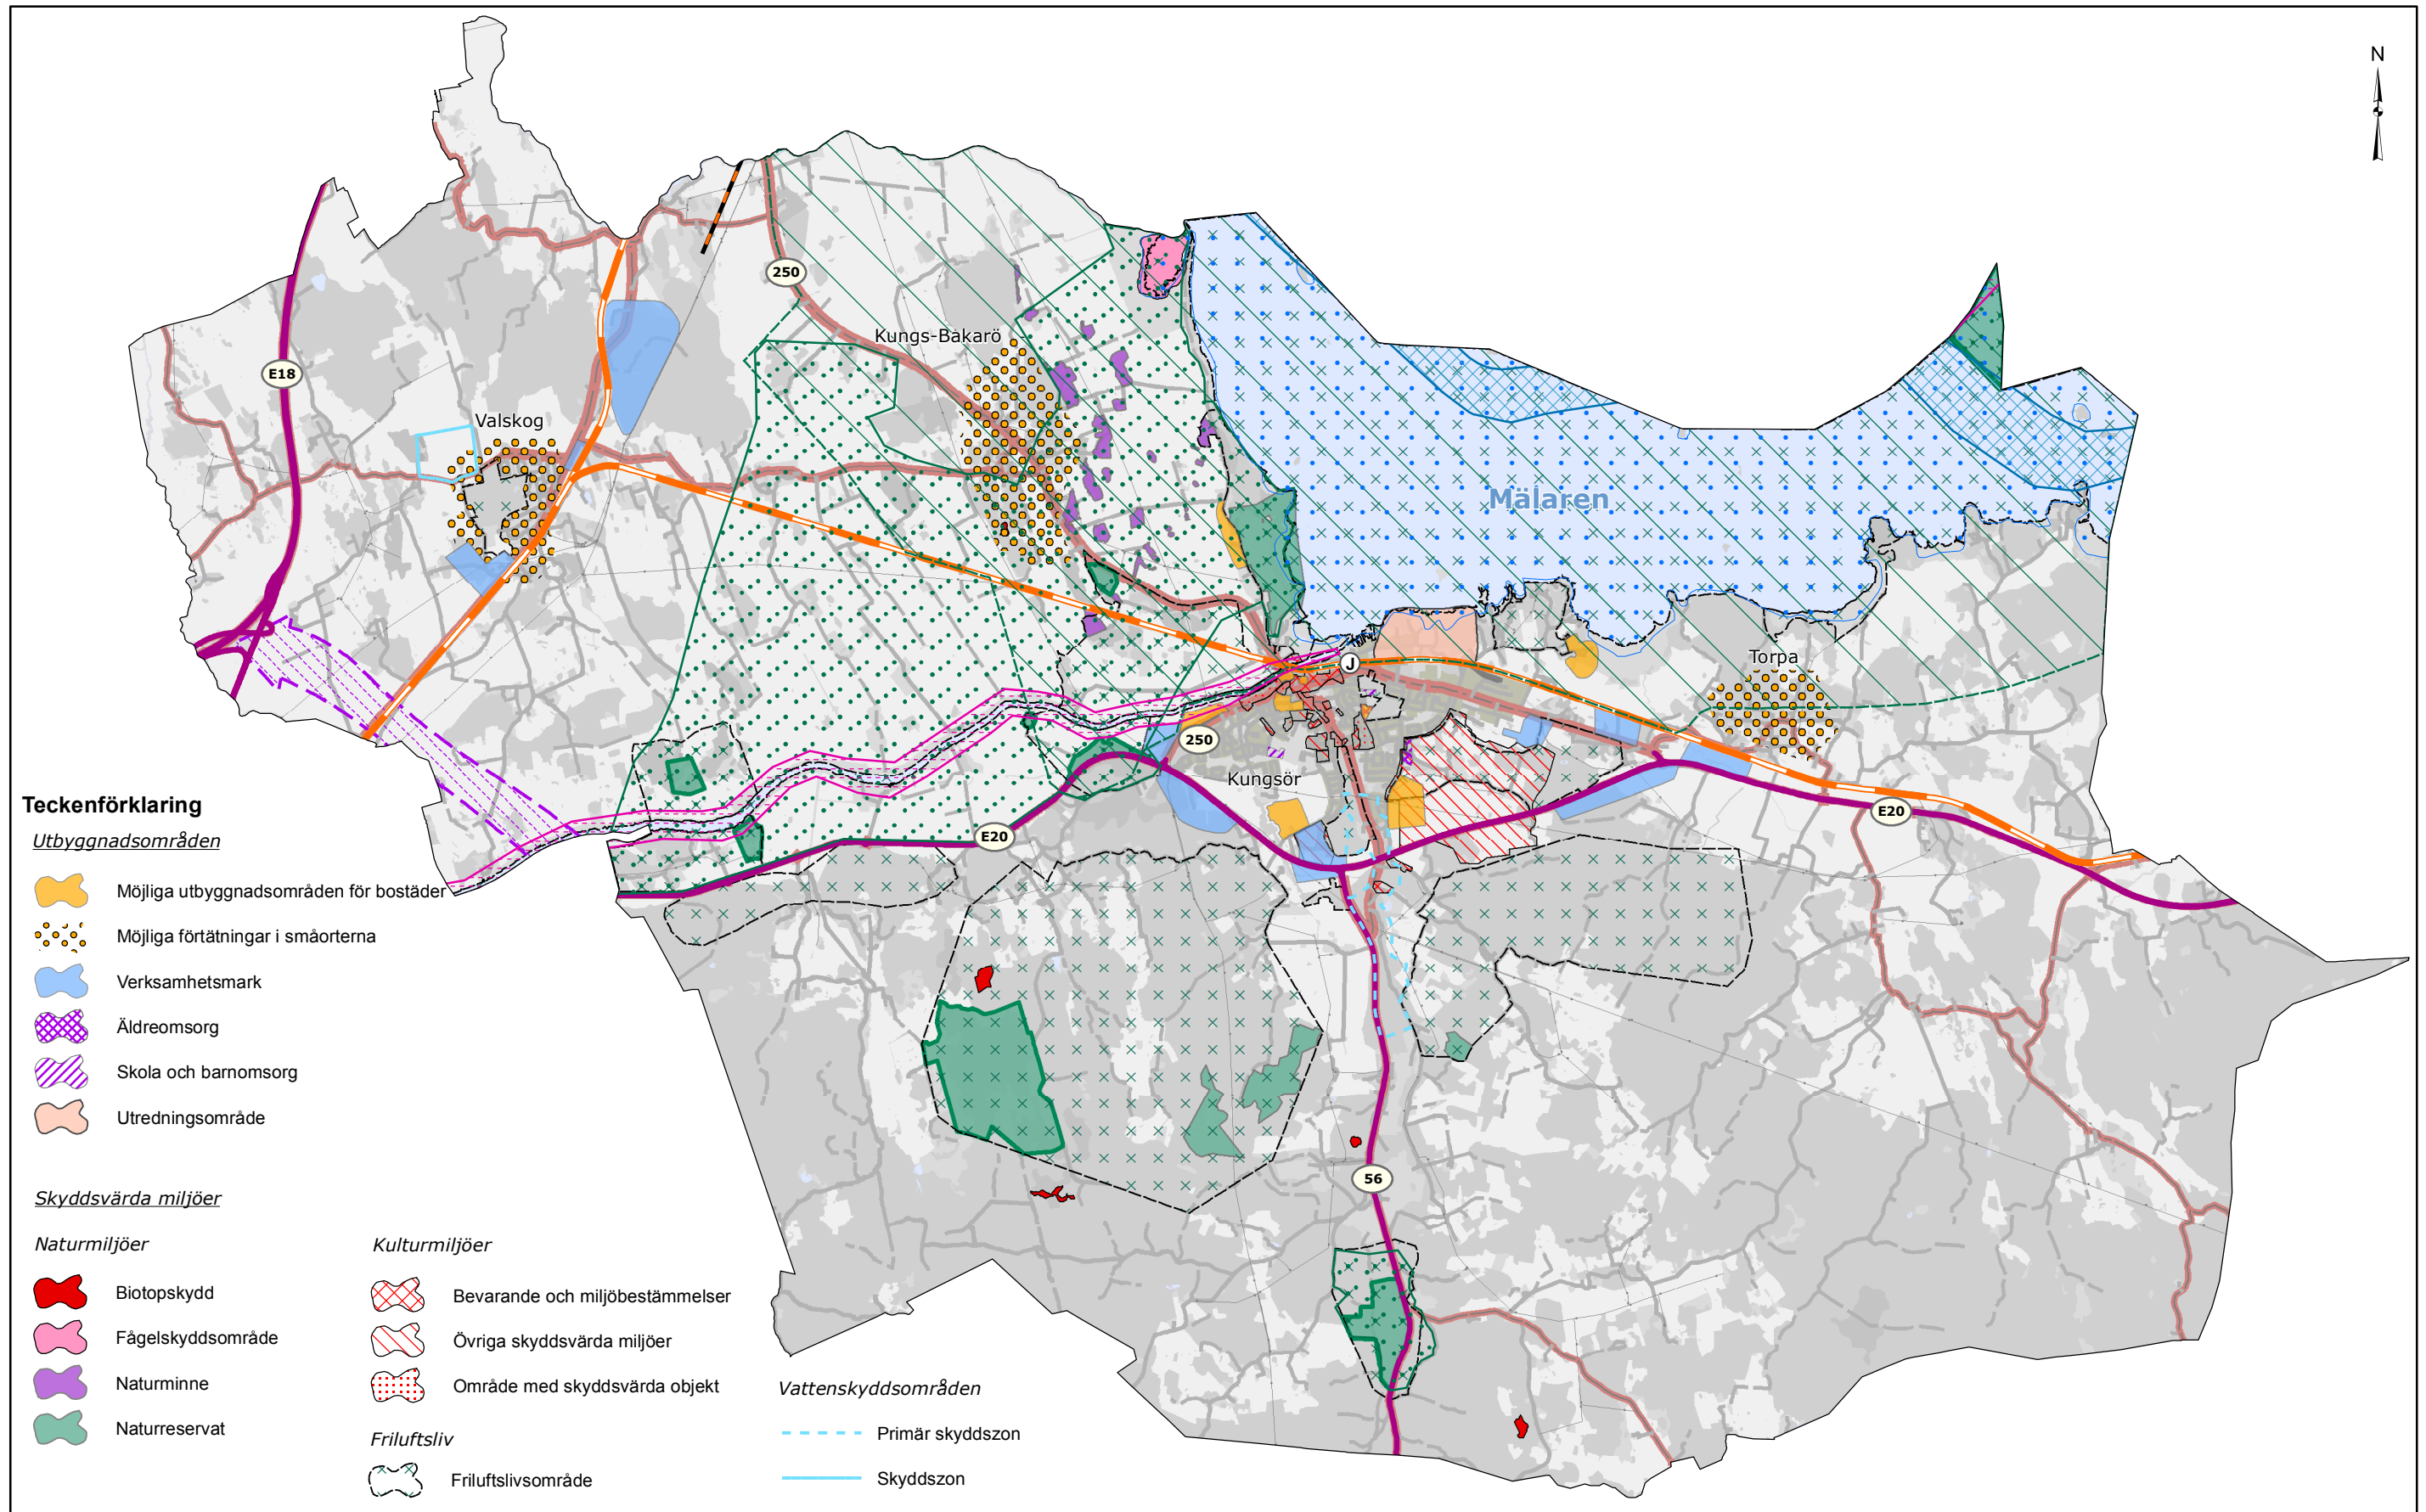 N
250
Kungs-Bakarö
E18
Valskog
Mälaren
J
Torpa
250
Kungsör
E20
E20
56
Teckenförklaring
Utbyggnadsområden
Möjliga utbyggnadsområden för bostäder
Möjliga förtätningar i småorterna
Verksamhetsmark
Äldreomsorg
Skola och barnomsorg
Utredningsområde
Skyddsvärda miljöer
Naturmiljöer
Biotopskydd
Fågelskyddsområde
Naturminne
Naturreservat
Kulturmiljöer
Bevarande och miljöbestämmelser
Övriga skyddsvärda miljöer
Område med skyddsvärda objekt
Friluftsliv
Friluftslivsområde
Vattenskyddsområden
Primär skyddszon
Skyddszon